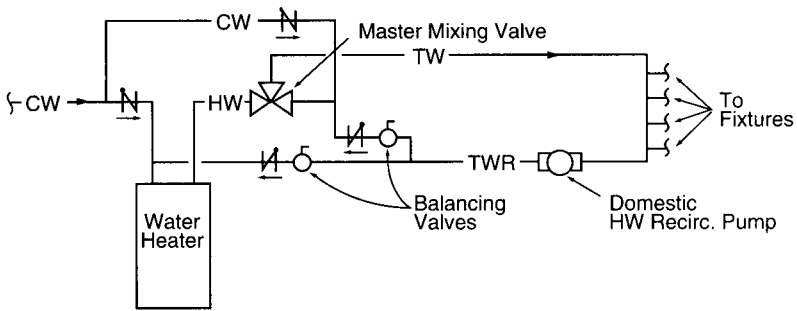 CW
Master Mixing Valve
TW
CW
HW
To
Fixtures
TWR
Water
Heater
Balancing
Valves
Domestic
HW Recirc. Pump